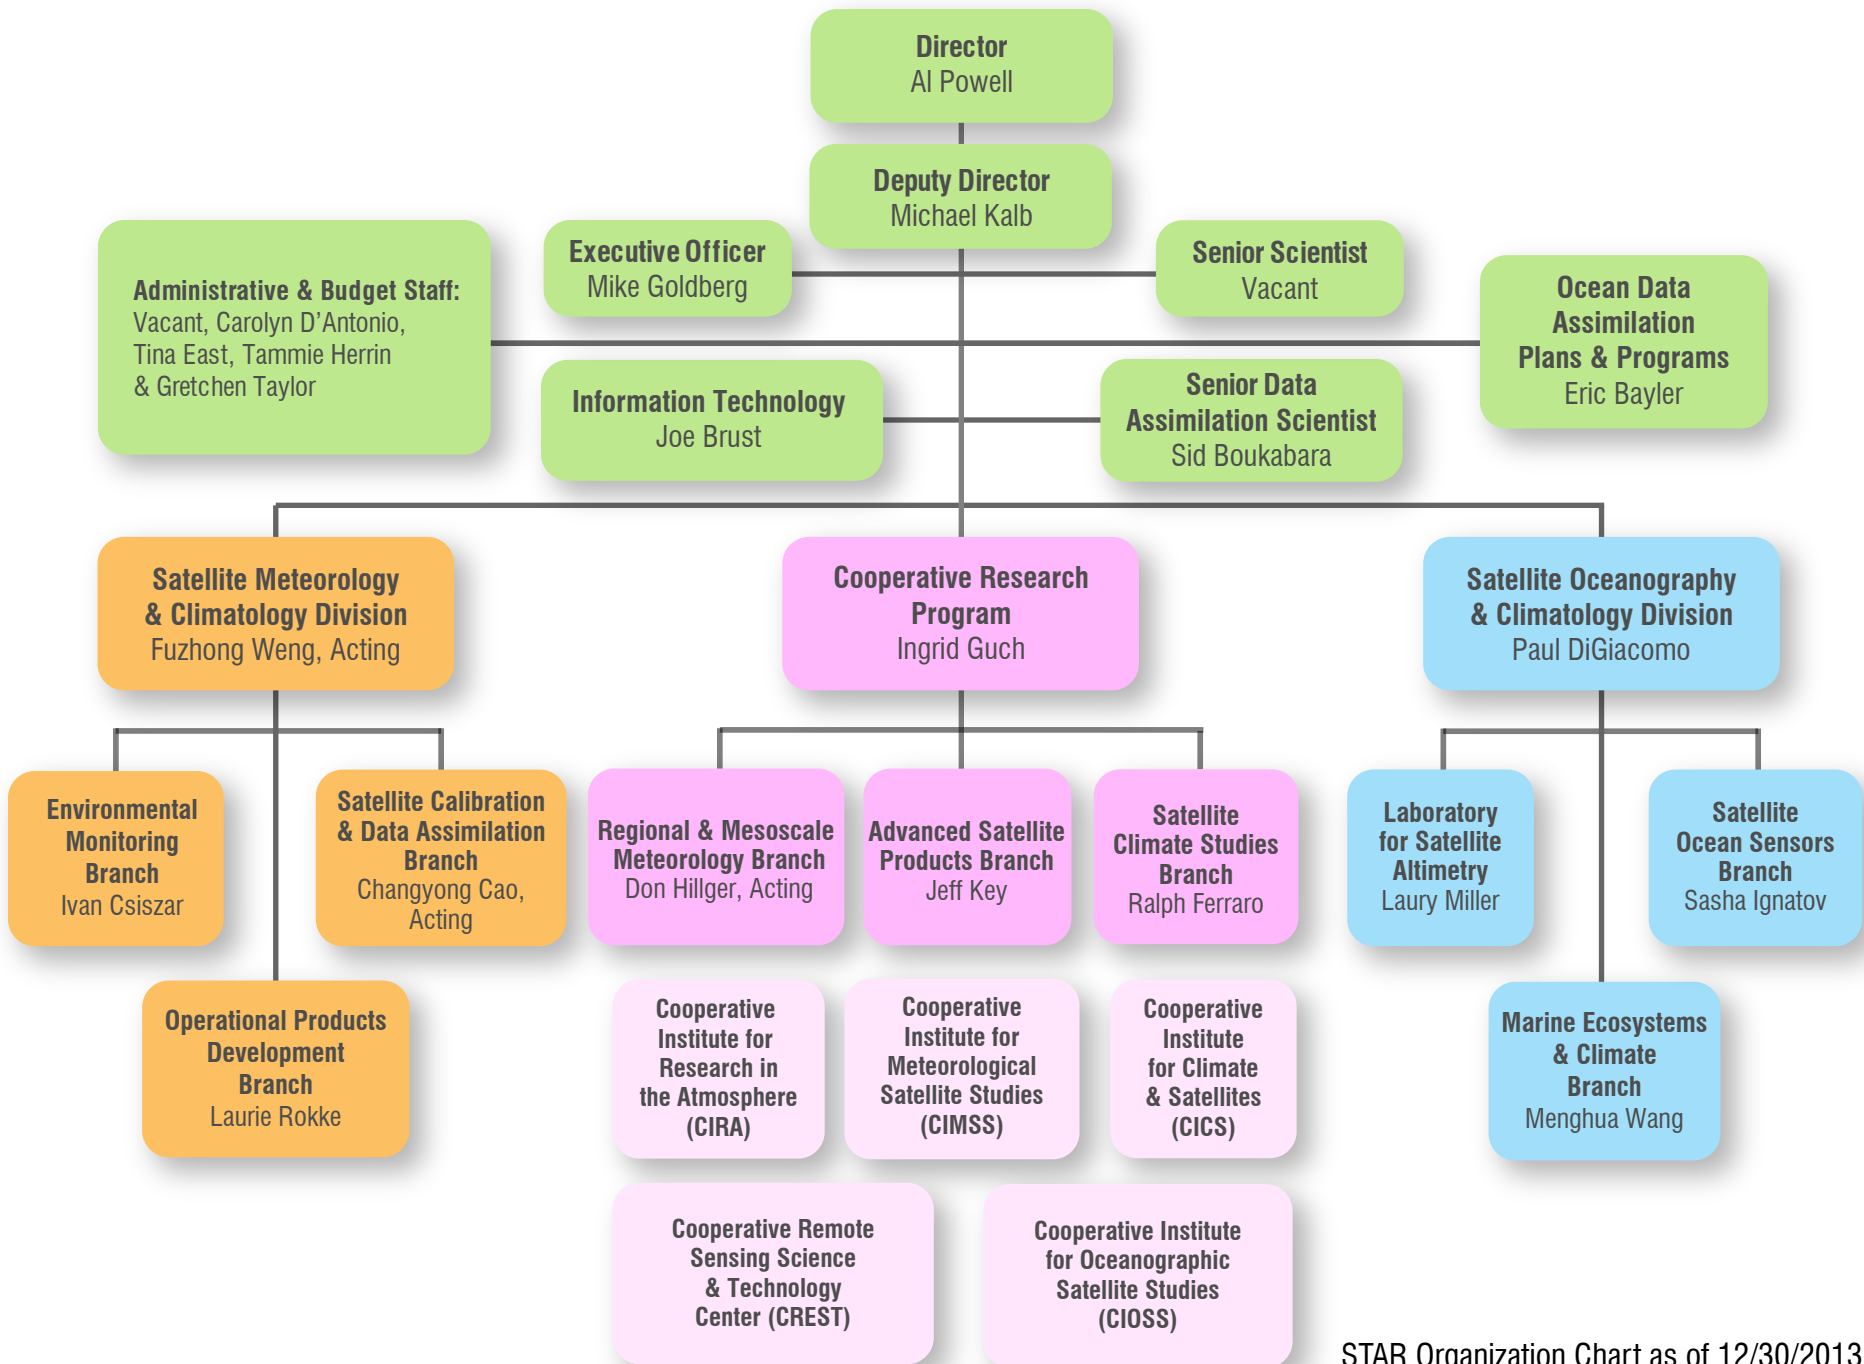 Director
Al Powell
Deputy Director
Michael Kalb
Executive Officer
Mike Goldberg
Senior Scientist
Vacant
Administrative & Budget Staff:
Vacant, Carolyn D’Antonio,
Tina East, Tammie Herrin
& Gretchen Taylor
Ocean Data
Assimilation
Plans & Programs
Eric Bayler
Information Technology
Joe Brust
Senior Data
Assimilation Scientist
Sid Boukabara
Satellite Meteorology
& Climatology Division
Fuzhong Weng, Acting
Cooperative Research
Program
Ingrid Guch
Satellite Oceanography
& Climatology Division
Paul DiGiacomo
Environmental
Monitoring
Branch
Ivan Csiszar
Satellite Calibration
& Data Assimilation
Branch
Changyong Cao,
Acting
Regional & Mesoscale
Meteorology Branch
Don Hillger, Acting
Advanced Satellite
Products Branch
Jeff Key
Satellite
Climate Studies
Branch
Ralph Ferraro
Laboratory
for Satellite
Altimetry
Laury Miller
Satellite
Ocean Sensors
Branch
Sasha Ignatov
Operational Products
Development
Branch
Laurie Rokke
Cooperative
Institute for
Research in
the Atmosphere
(CIRA)
Cooperative
Institute for
Meteorological
Satellite Studies
(CIMSS)
Cooperative
Institute
for Climate
& Satellites
(CICS)
Marine Ecosystems
& Climate
Branch
Menghua Wang
Cooperative Remote
Sensing Science
& Technology
Center (CREST)
Cooperative Institute
for Oceanographic
Satellite Studies
(CIOSS)
STAR Organization Chart as of 12/30/2013